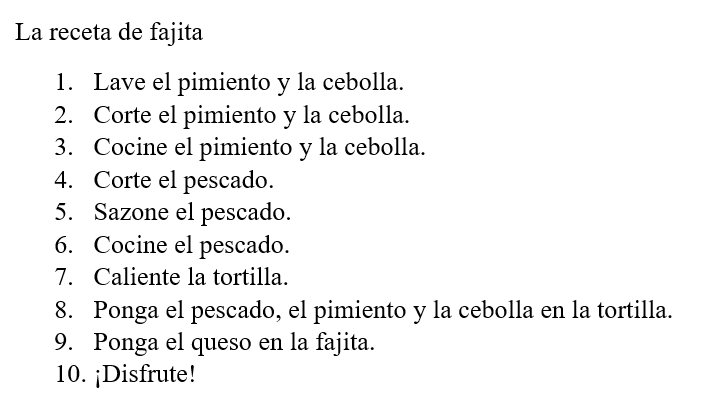 La receta de fajita
1. Lave el pimiento y la cebolla.
2. Corte el pimiento y la cebolla.
3. Cocine el pimiento y la cebolla.
4. Corte el pescado.
5. Sazone el pescado.
6. Cocine el pescado.
7. Caliente la tortilla.
8. Ponga el pescado, el pimiento y la cebolla en la tortilla.
9. Ponga el queso en la fajita.
10. ¡Disfrute!